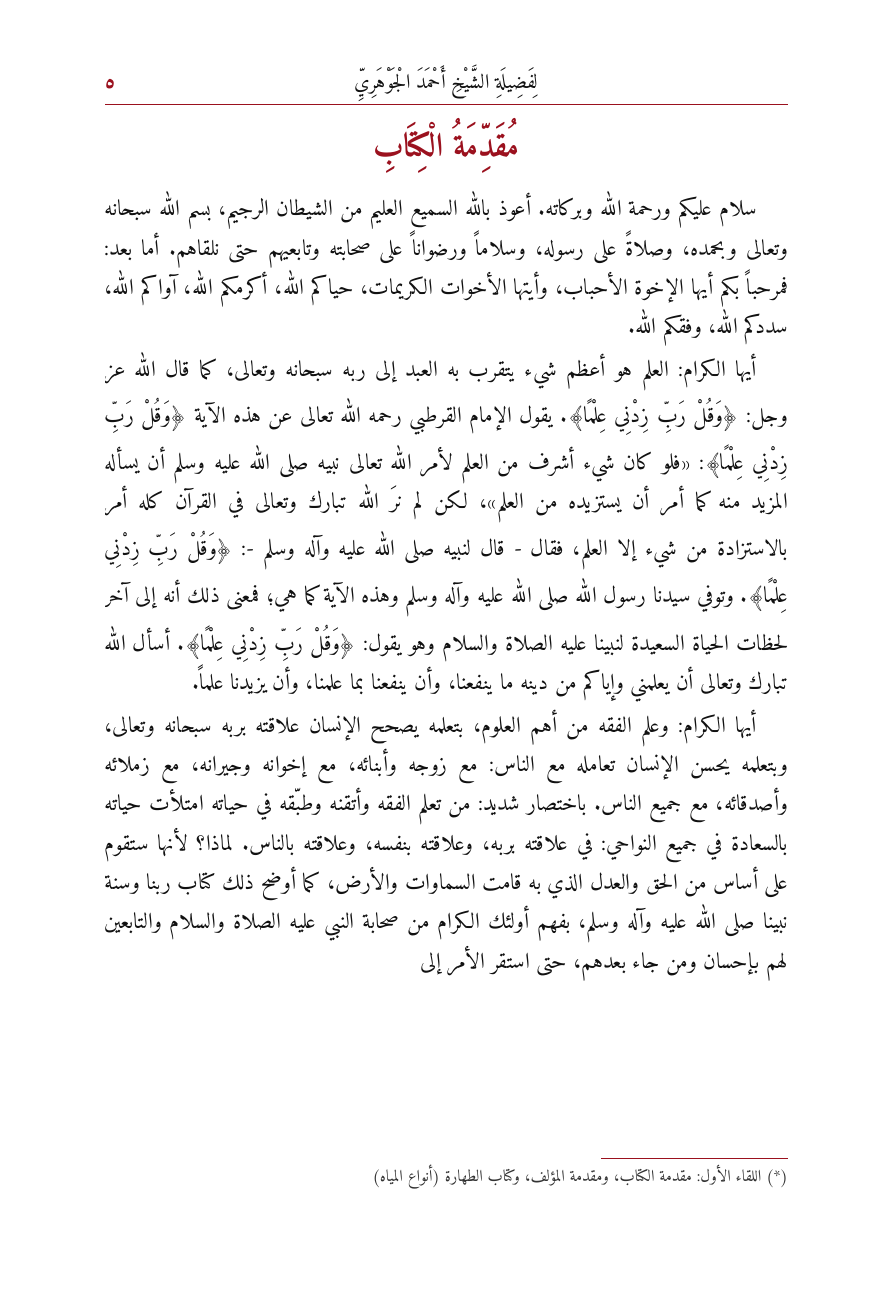 لِفَضِيلَةِ الشَّيْخِ أَحْمَدَ الْجَوْهَرِيِّ
٥
مُقَدِّمَةُ الْكِتَابِ
سلام عليكم ورحمة الله وبركاته. أعوذ بالله السميع العليم من الشيطان الرجيم، بسم الله سبحانه
وتعالى وبحمده، وصلاةً على رسوله، وسلاماً ورضواناً على صحابته وتابعيهم حتى نلقاهم. أما بعد:
فمرحباً بكم أيها الإخوة الأحباب، وأيتها الأخوات الكريمات، حياكم الله، أكرمكم الله، آواكم الله،
سددكم الله، وفقكم الله.
أيها الكرام: العلم هو أعظم شيء يتقرب به العبد إلى ربه سبحانه وتعالى، كما قال الله عز
وجل: ﴿وَقُلْ رَبِّ زِدْنِي عِلْمًا﴾. يقول الإمام القرطبي رحمه الله تعالى عن هذه الآية ﴿وَقُلْ رَبِّ
زِدْنِي عِلْمًا﴾: «فلو كان شيء أشرف من العلم لأمر الله تعالى نبيه صلى الله عليه وسلم أن يسأله
المزيد منه كما أمر أن يستزيده من العلم»، لكن لم نرَ الله تبارك وتعالى في القرآن كله أمر
بالاستزادة من شيء إلا العلم، فقال - قال لنبيه صلى الله عليه وآله وسلم -: ﴿وَقُلْ رَبِّ زِدْنِي
عِلْمًا﴾. وتوفي سيدنا رسول الله صلى الله عليه وآله وسلم وهذه الآية كما هي؛ فمعنى ذلك أنه إلى آخر
لحظات الحياة السعيدة لنبينا عليه الصلاة والسلام وهو يقول: ﴿وَقُلْ رَبِّ زِدْنِي عِلْمًا﴾. أسأل الله
تبارك وتعالى أن يعلمني وإياكم من دينه ما ينفعنا، وأن ينفعنا بما علمنا، وأن يزيدنا علماً.
أيها الكرام: وعلم الفقه من أهم العلوم، بتعلمه يصحح الإنسان علاقته بربه سبحانه وتعالى،
وبتعلمه يحسن الإنسان تعامله مع الناس: مع زوجه وأبنائه، مع إخوانه وجيرانه، مع زملائه
وأصدقائه، مع جميع الناس. باختصار شديد: من تعلم الفقه وأتقنه وطبّقه في حياته امتلأت حياته
بالسعادة في جميع النواحي: في علاقته بربه، وعلاقته بنفسه، وعلاقته بالناس. لماذا؟ لأنها ستقوم
على أساس من الحق والعدل الذي به قامت السماوات والأرض، كما أوضح ذلك كتاب ربنا وسنة
نبينا صلى الله عليه وآله وسلم، بفهم أولئك الكرام من صحابة النبي عليه الصلاة والسلام والتابعين
لهم بإحسان ومن جاء بعدهم، حتى استقر الأمر إلى
(*) اللقاء الأول: مقدمة الكتاب، ومقدمة المؤلف، وكتاب الطهارة (أنواع المياه)